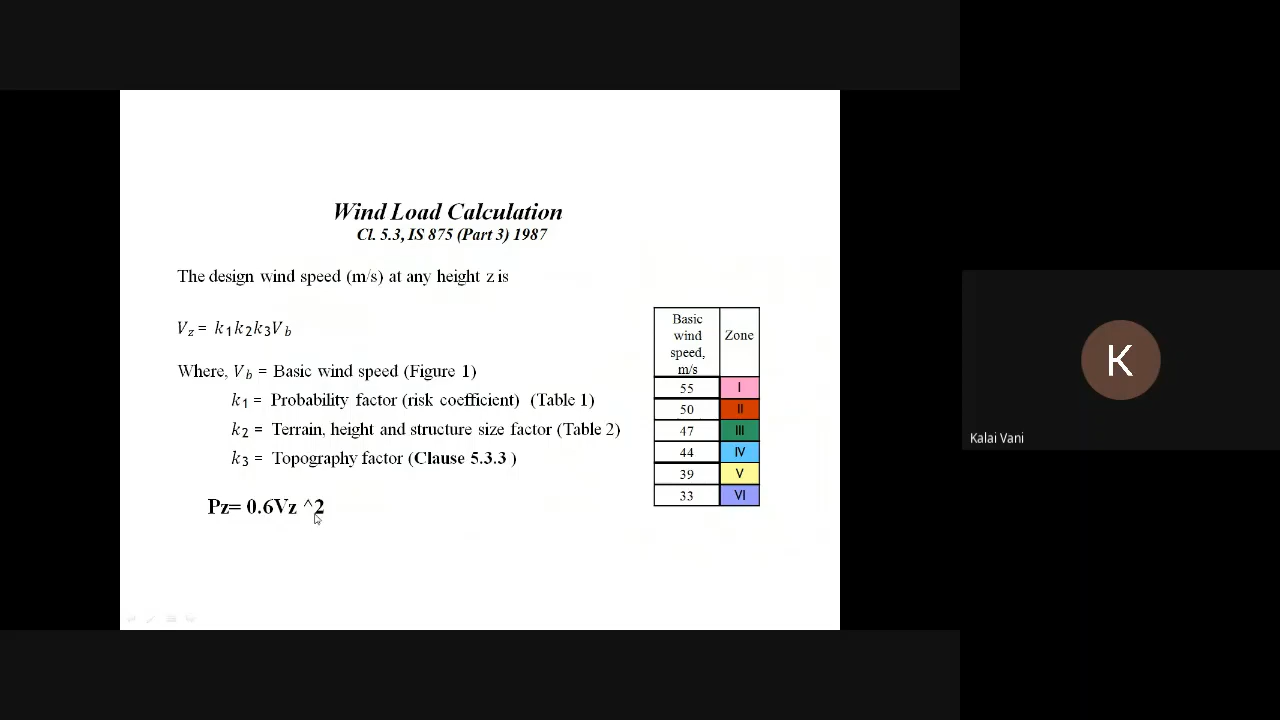 Wind Load Calculation
Cl. 5.3, IS 875 (Part 3) 1987
The design wind speed (m/s) at any height z is
Vz = k1k2k3Vb
Where, Vb = Basic wind speed (Figure 1)
k1 = Probability factor (risk coefficient) (Table 1)
k2 = Terrain, height and structure size factor (Table 2)
k3 = Topography factor (Clause 5.3.3 )
Pz= 0.6Vz ^2
Basic wind speed, m/s Zone
55 I
50 II
47 III
44 IV
39 V
33 VI
K
Kalai Vani